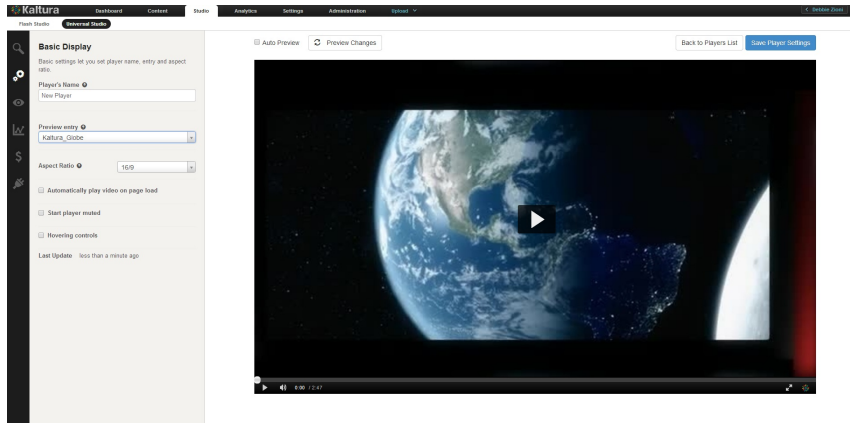 Kaltura Dashboard Content Studio Analytics Settings Administration Upload < Debbie Zioni
Flash Studio Universal Studio
Basic Display
Auto Preview Preview Changes Back to Players List Save Player Settings
Basic settings let you set player name, entry and aspect
ratio.
Player's Name
New Player
Preview entry
Kaltura_Globe
Aspect Ratio 16/9
Automatically play video on page load
Start player muted
Hovering controls
Last Update less than a minute ago
0:00 / 2:47